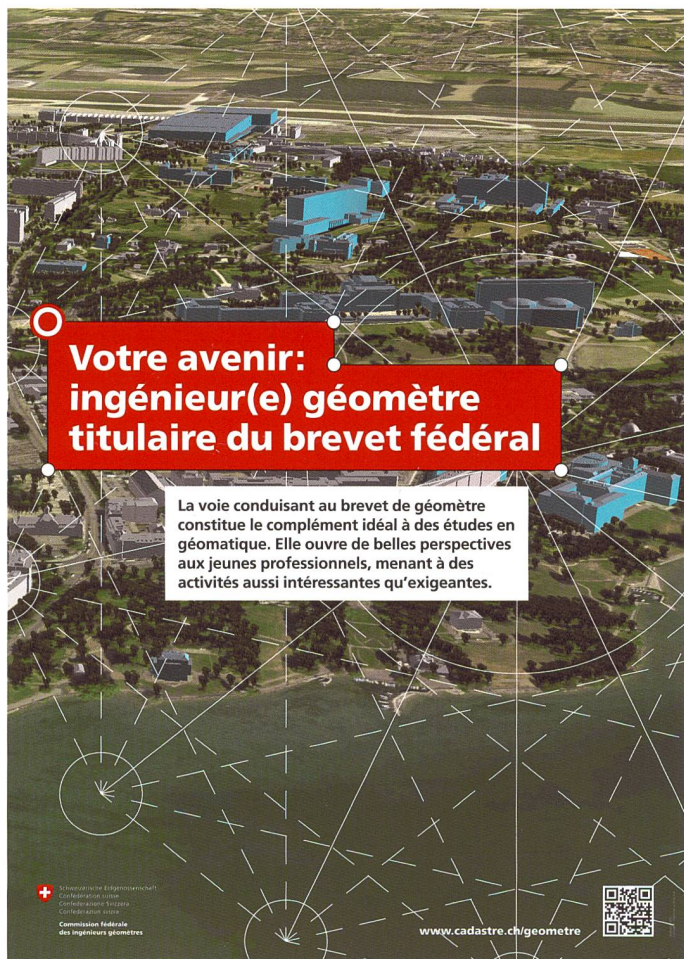 Votre avenir:
ingénieur(e) géomètre
titulaire du brevet fédéral
La voie conduisant au brevet de géomètre
constitue le complément idéal à des études en
géomatique. Elle ouvre de belles perspectives
aux jeunes professionnels, menant à des
activités aussi intéressantes qu'exigeantes.
Schweizerische Eidgenossenschaft
Confédération suisse
Confederazione Svizzera
Confederaziun svizra
Commission fédérale
des ingénieurs géomètres
www.cadastre.ch/geometre